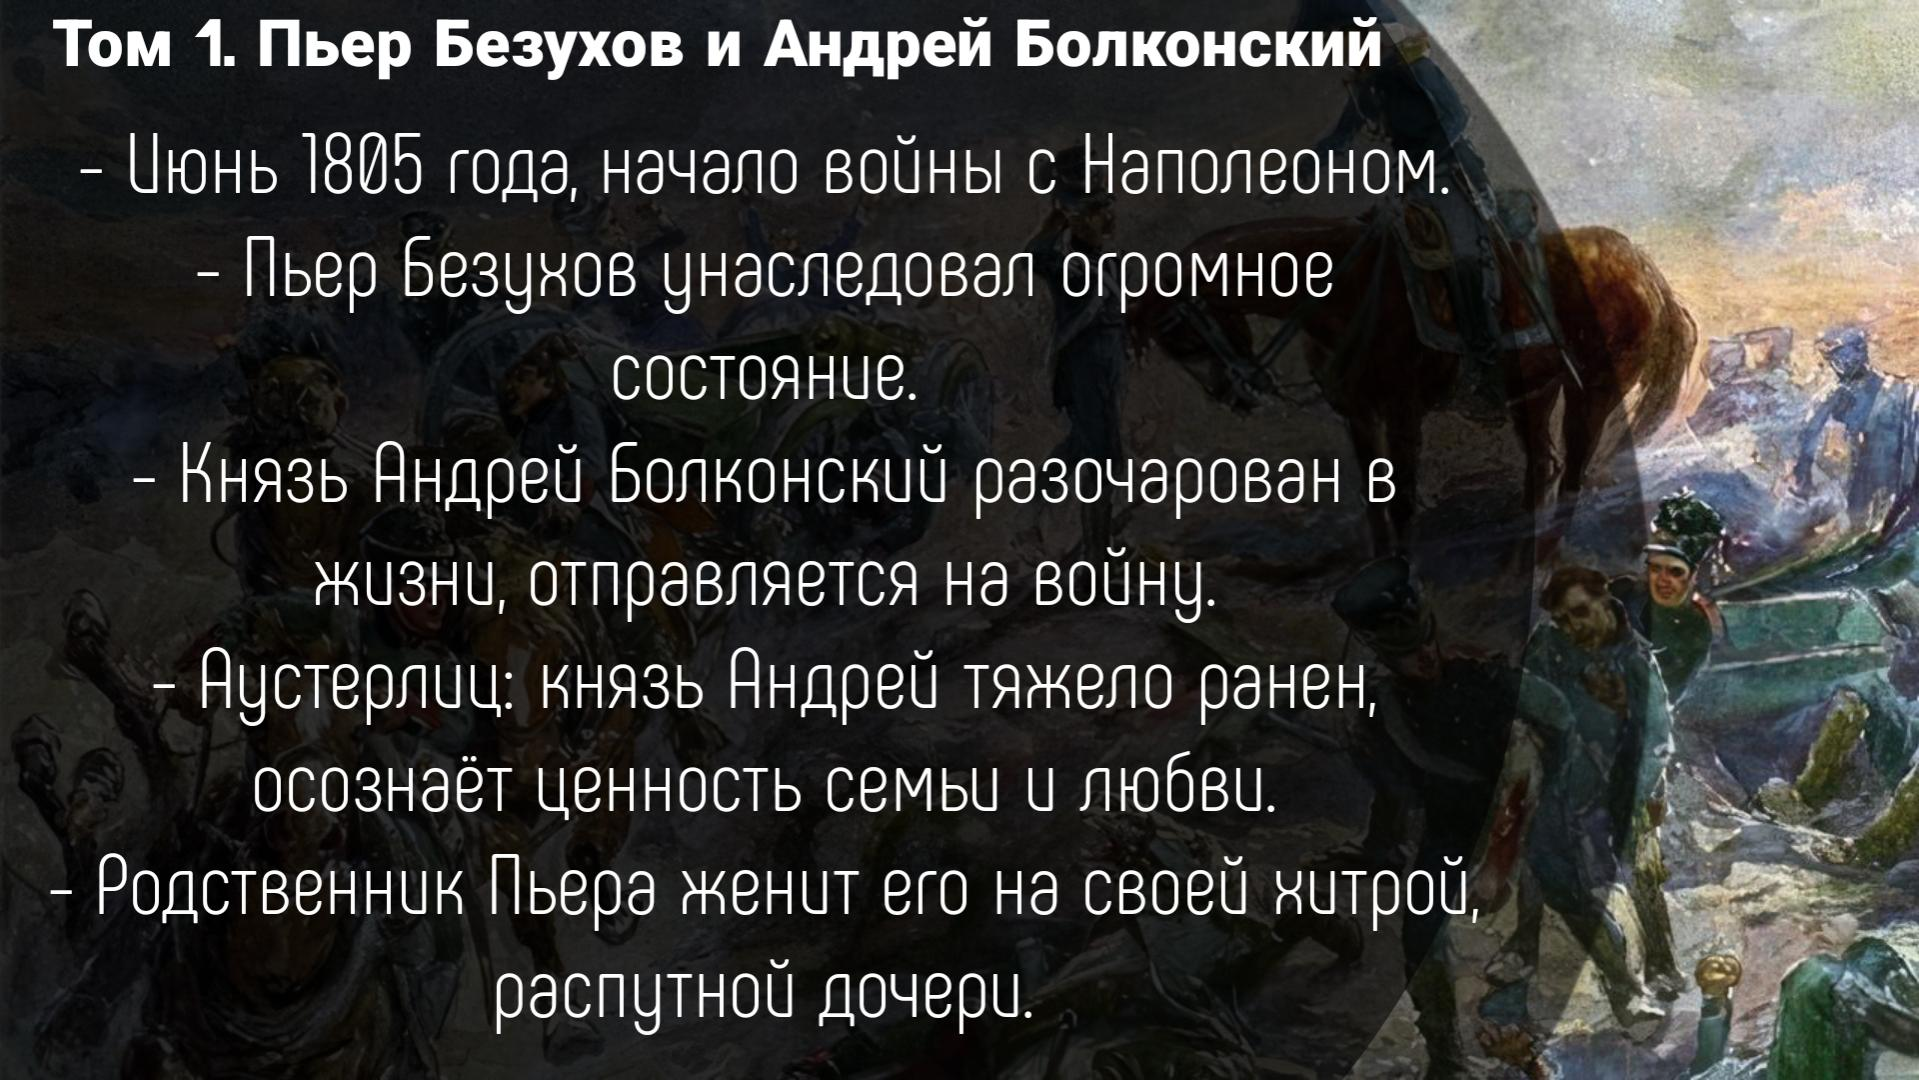 Том 1. Пьер Безухов и Андрей Болконский
- Июнь 1805 года, начало войны с Наполеоном.
- Пьер Безухов унаследовал огромное
состояние.
- Князь Андрей Болконский разочарован в
жизни, отправляется на войну.
- Аустерлиц: князь Андрей тяжело ранен,
осознаёт ценность семьи и любви.
- Родственник Пьера женит его на своей хитрой,
распутной дочери.